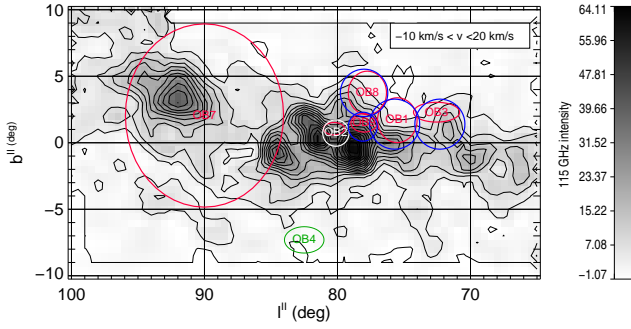 10
5
0
−5
−10
b^II (deg)
100
90
80
70
l^II (deg)
−10 km/s < v <20 km/s
OB7
OB8
OB1
OB3
OB2
OB4
64.11
55.96
47.81
39.66
31.52
23.37
15.22
7.08
−1.07
115 GHz intensity